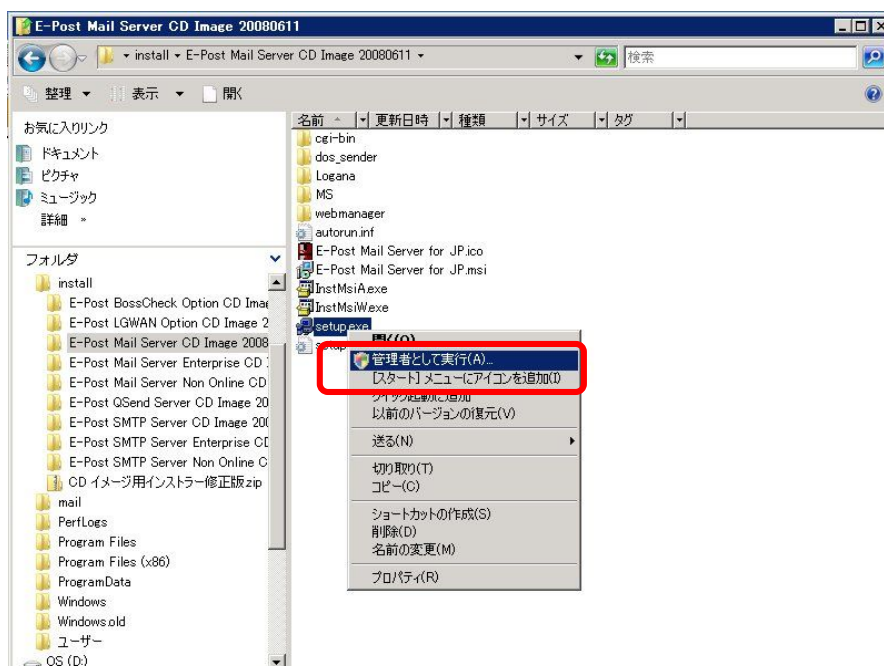 E-Post Mail Server CD Image 20080611
install E-Post Mail Server CD Image 20080611
検索
整理 表示 開く
お気に入りリンク
ドキュメント
ピクチャ
ミュージック
詳細 »
フォルダ
install
E-Post BossCheck Option CD Imag
E-Post LGWAN Option CD Image 2
E-Post Mail Server CD Image 2008
E-Post Mail Server Enterprise CD
E-Post Mail Server Non Online CD
E-Post QSend Server CD Image 20
E-Post SMTP Server CD Image 200
E-Post SMTP Server Enterprise CD
E-Post SMTP Server Non Online C
CD イメージ用インストラー修正版zip
mail
PerfLogs
Program Files
Program Files (x86)
ProgramData
Windows
Windows.old
ユーザー
OS (D:)
名前 更新日時 種類 サイズ タグ
cgi-bin
dos_sender
Logana
MS
webmanager
autorun.inf
E-Post Mail Server for JP.ico
E-Post Mail Server for JP.msi
InstMsiA.exe
InstMsiW.exe
setup.exe
setup
開く(O)
管理者として実行(A)...
[スタート] メニューにアイコンを追加(I)
クイック起動に追加
以前のバージョンの復元(V)
送る(N)
切り取り(T)
コピー(C)
ショートカットの作成(S)
削除(D)
名前の変更(M)
プロパティ(R)